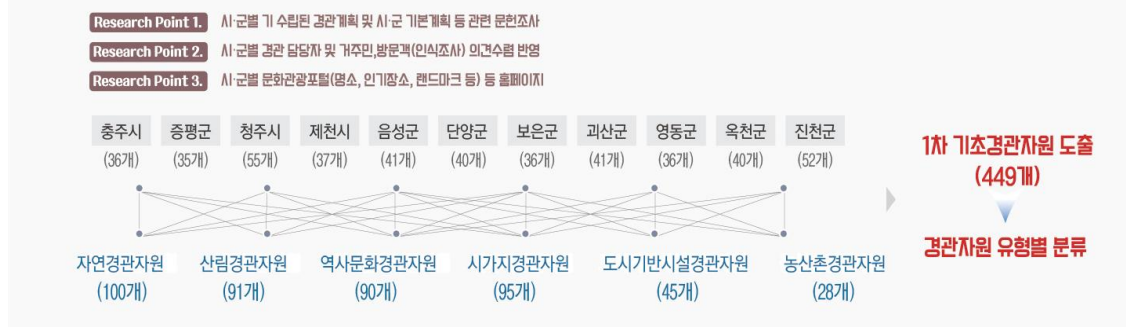 Research Point 1. 시·군별 기 수립된 경관계획 및 시·군 기본계획 등 관련 문헌조사
Research Point 2. 시·군별 경관 담당자 및 거주민,방문객(인식조사) 의견수렴 반영
Research Point 3. 시·군별 문화관광포털(명소, 인기장소, 랜드마크 등) 등 홈페이지
충주시 증평군 청주시 제천시 음성군 단양군 보은군 괴산군 영동군 옥천군 진천군
(36개) (35개) (55개) (37개) (41개) (40개) (36개) (41개) (36개) (40개) (52개)
1차 기초경관자원 도출
(449개)
경관자원 유형별 분류
자연경관자원 산림경관자원 역사문화경관자원 시가지경관자원 도시기반시설경관자원 농산촌경관자원
(100개) (91개) (90개) (95개) (45개) (28개)